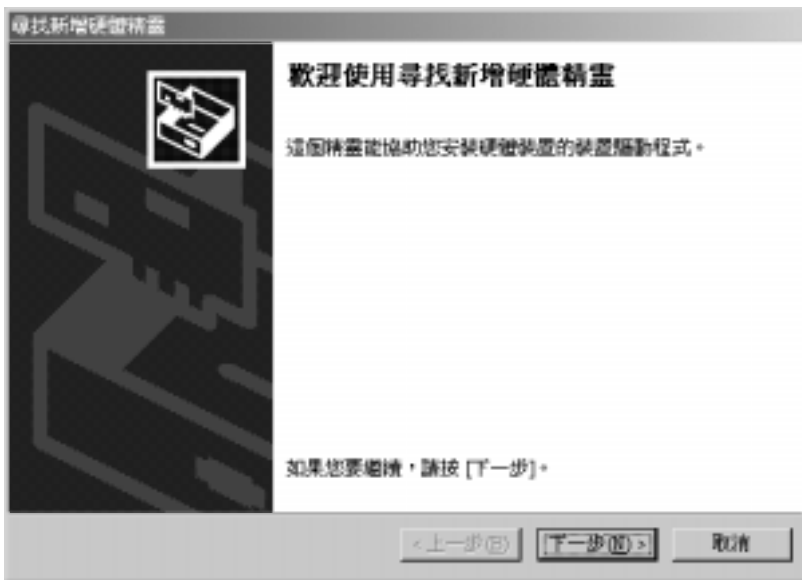 尋找新增硬體精靈
歡迎使用尋找新增硬體精靈
這個精靈能協助您安裝硬體裝置的裝置驅動程式。
如果您要繼續，請按 [下一步]。
<上一步(B)
下一步(N)>
取消